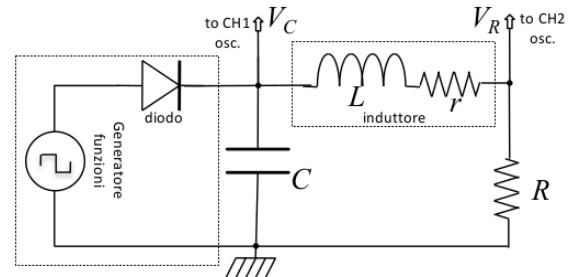 to CH1
osc.
V_C
V_R
to CH2
osc.
diodo
L
r
induttore
Generatore
funzioni
C
R